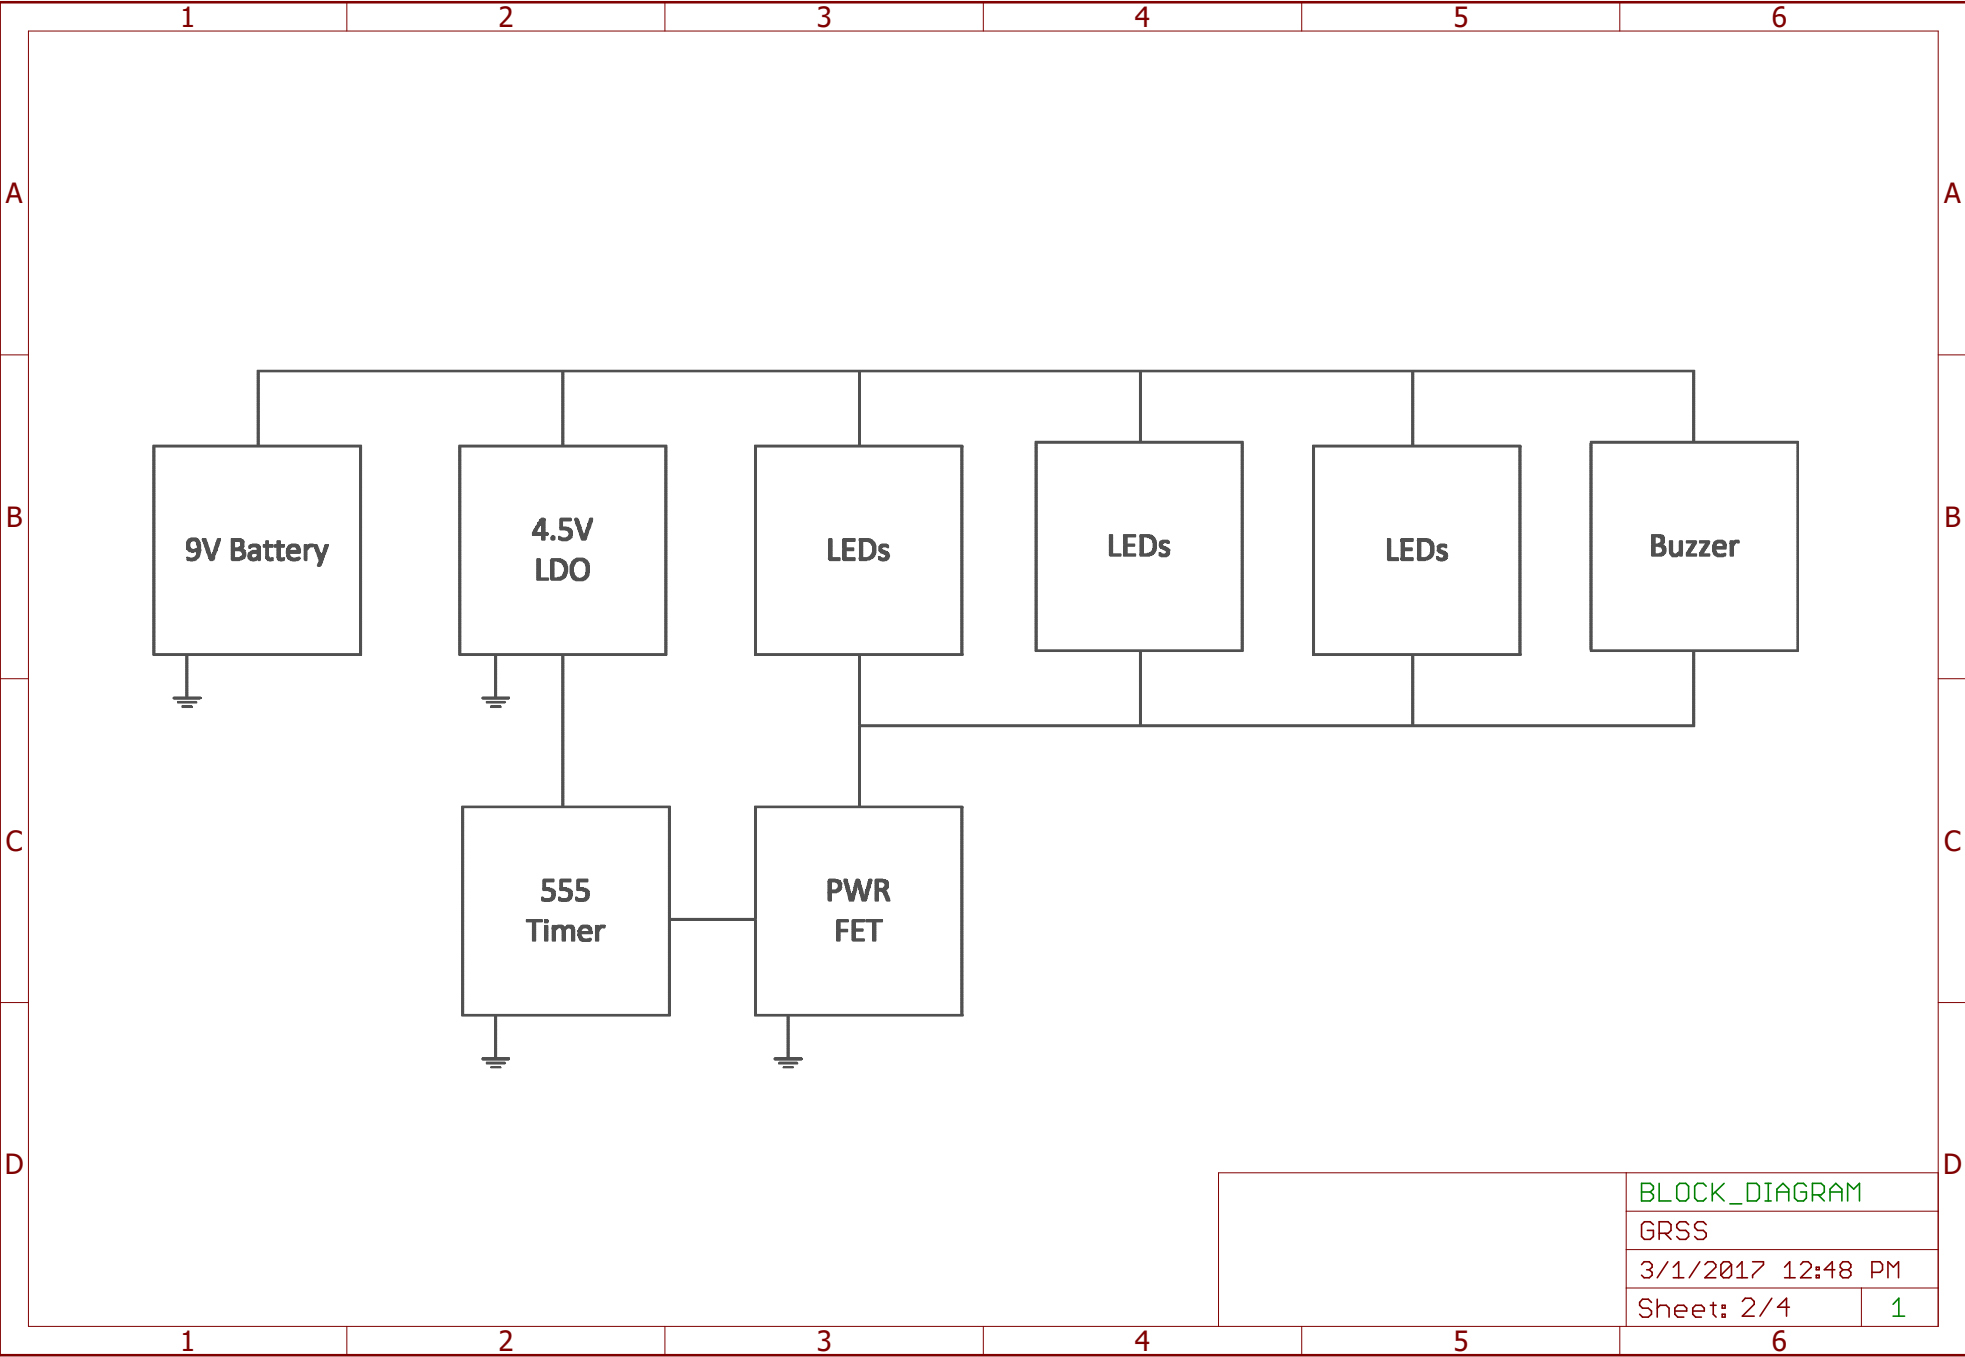 1 2 3 4 5 6
A A
9V Battery
4.5V
LDO
LEDs
LEDs
LEDs
Buzzer
B B
555
Timer
PWR
FET
C C
D D
BLOCK_DIAGRAM
GRSS
3/1/2017 12:48 PM
Sheet: 2/4 1
1 2 3 4 5 6